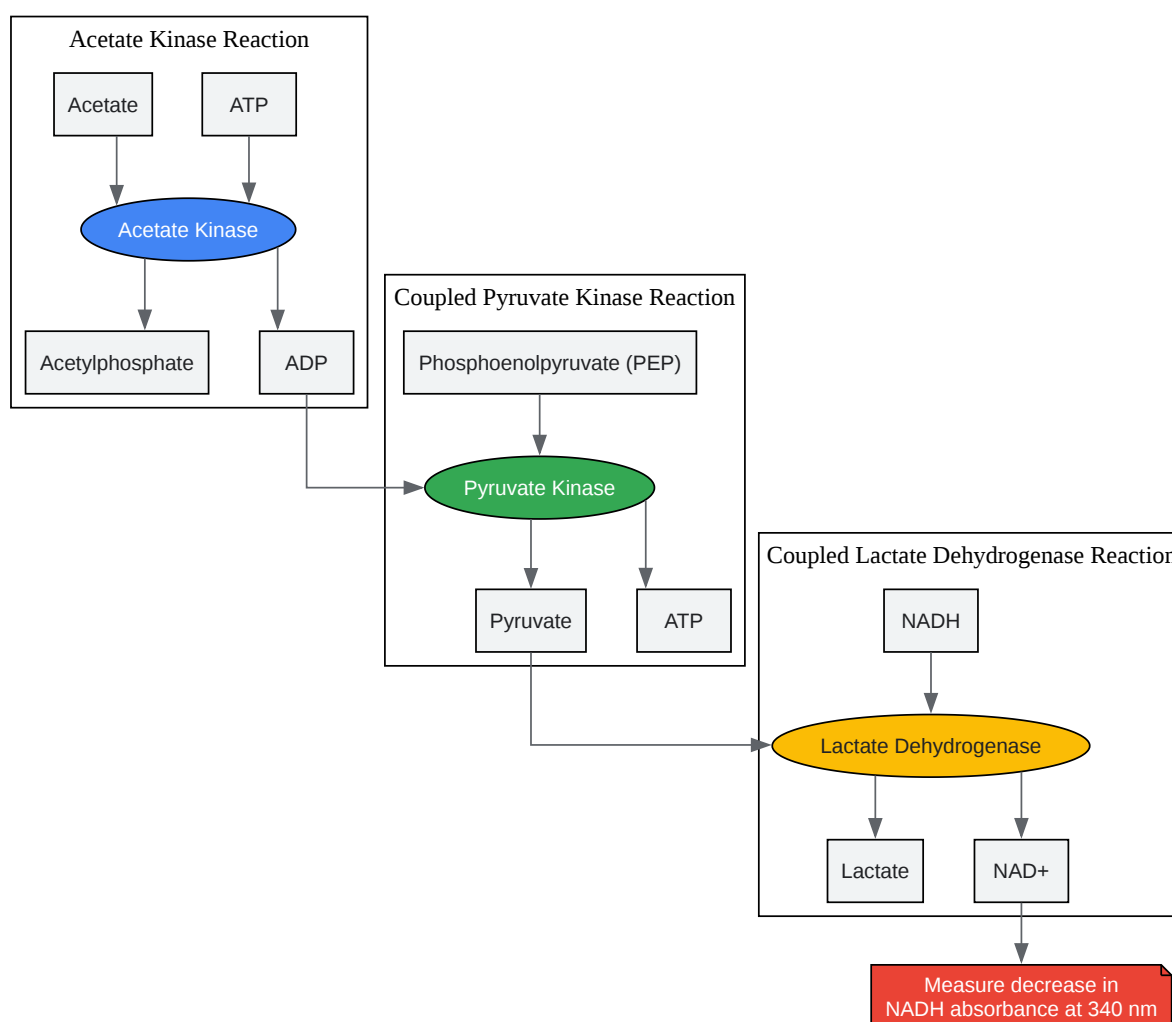 Acetate Kinase Reaction
Acetate
ATP
Acetate Kinase
Acetylphosphate
ADP
Coupled Pyruvate Kinase Reaction
Phosphoenolpyruvate (PEP)
Pyruvate Kinase
Pyruvate
ATP
Coupled Lactate Dehydrogenase Reaction
NADH
Lactate Dehydrogenase
Lactate
NAD+
Measure decrease in
NADH absorbance at 340 nm